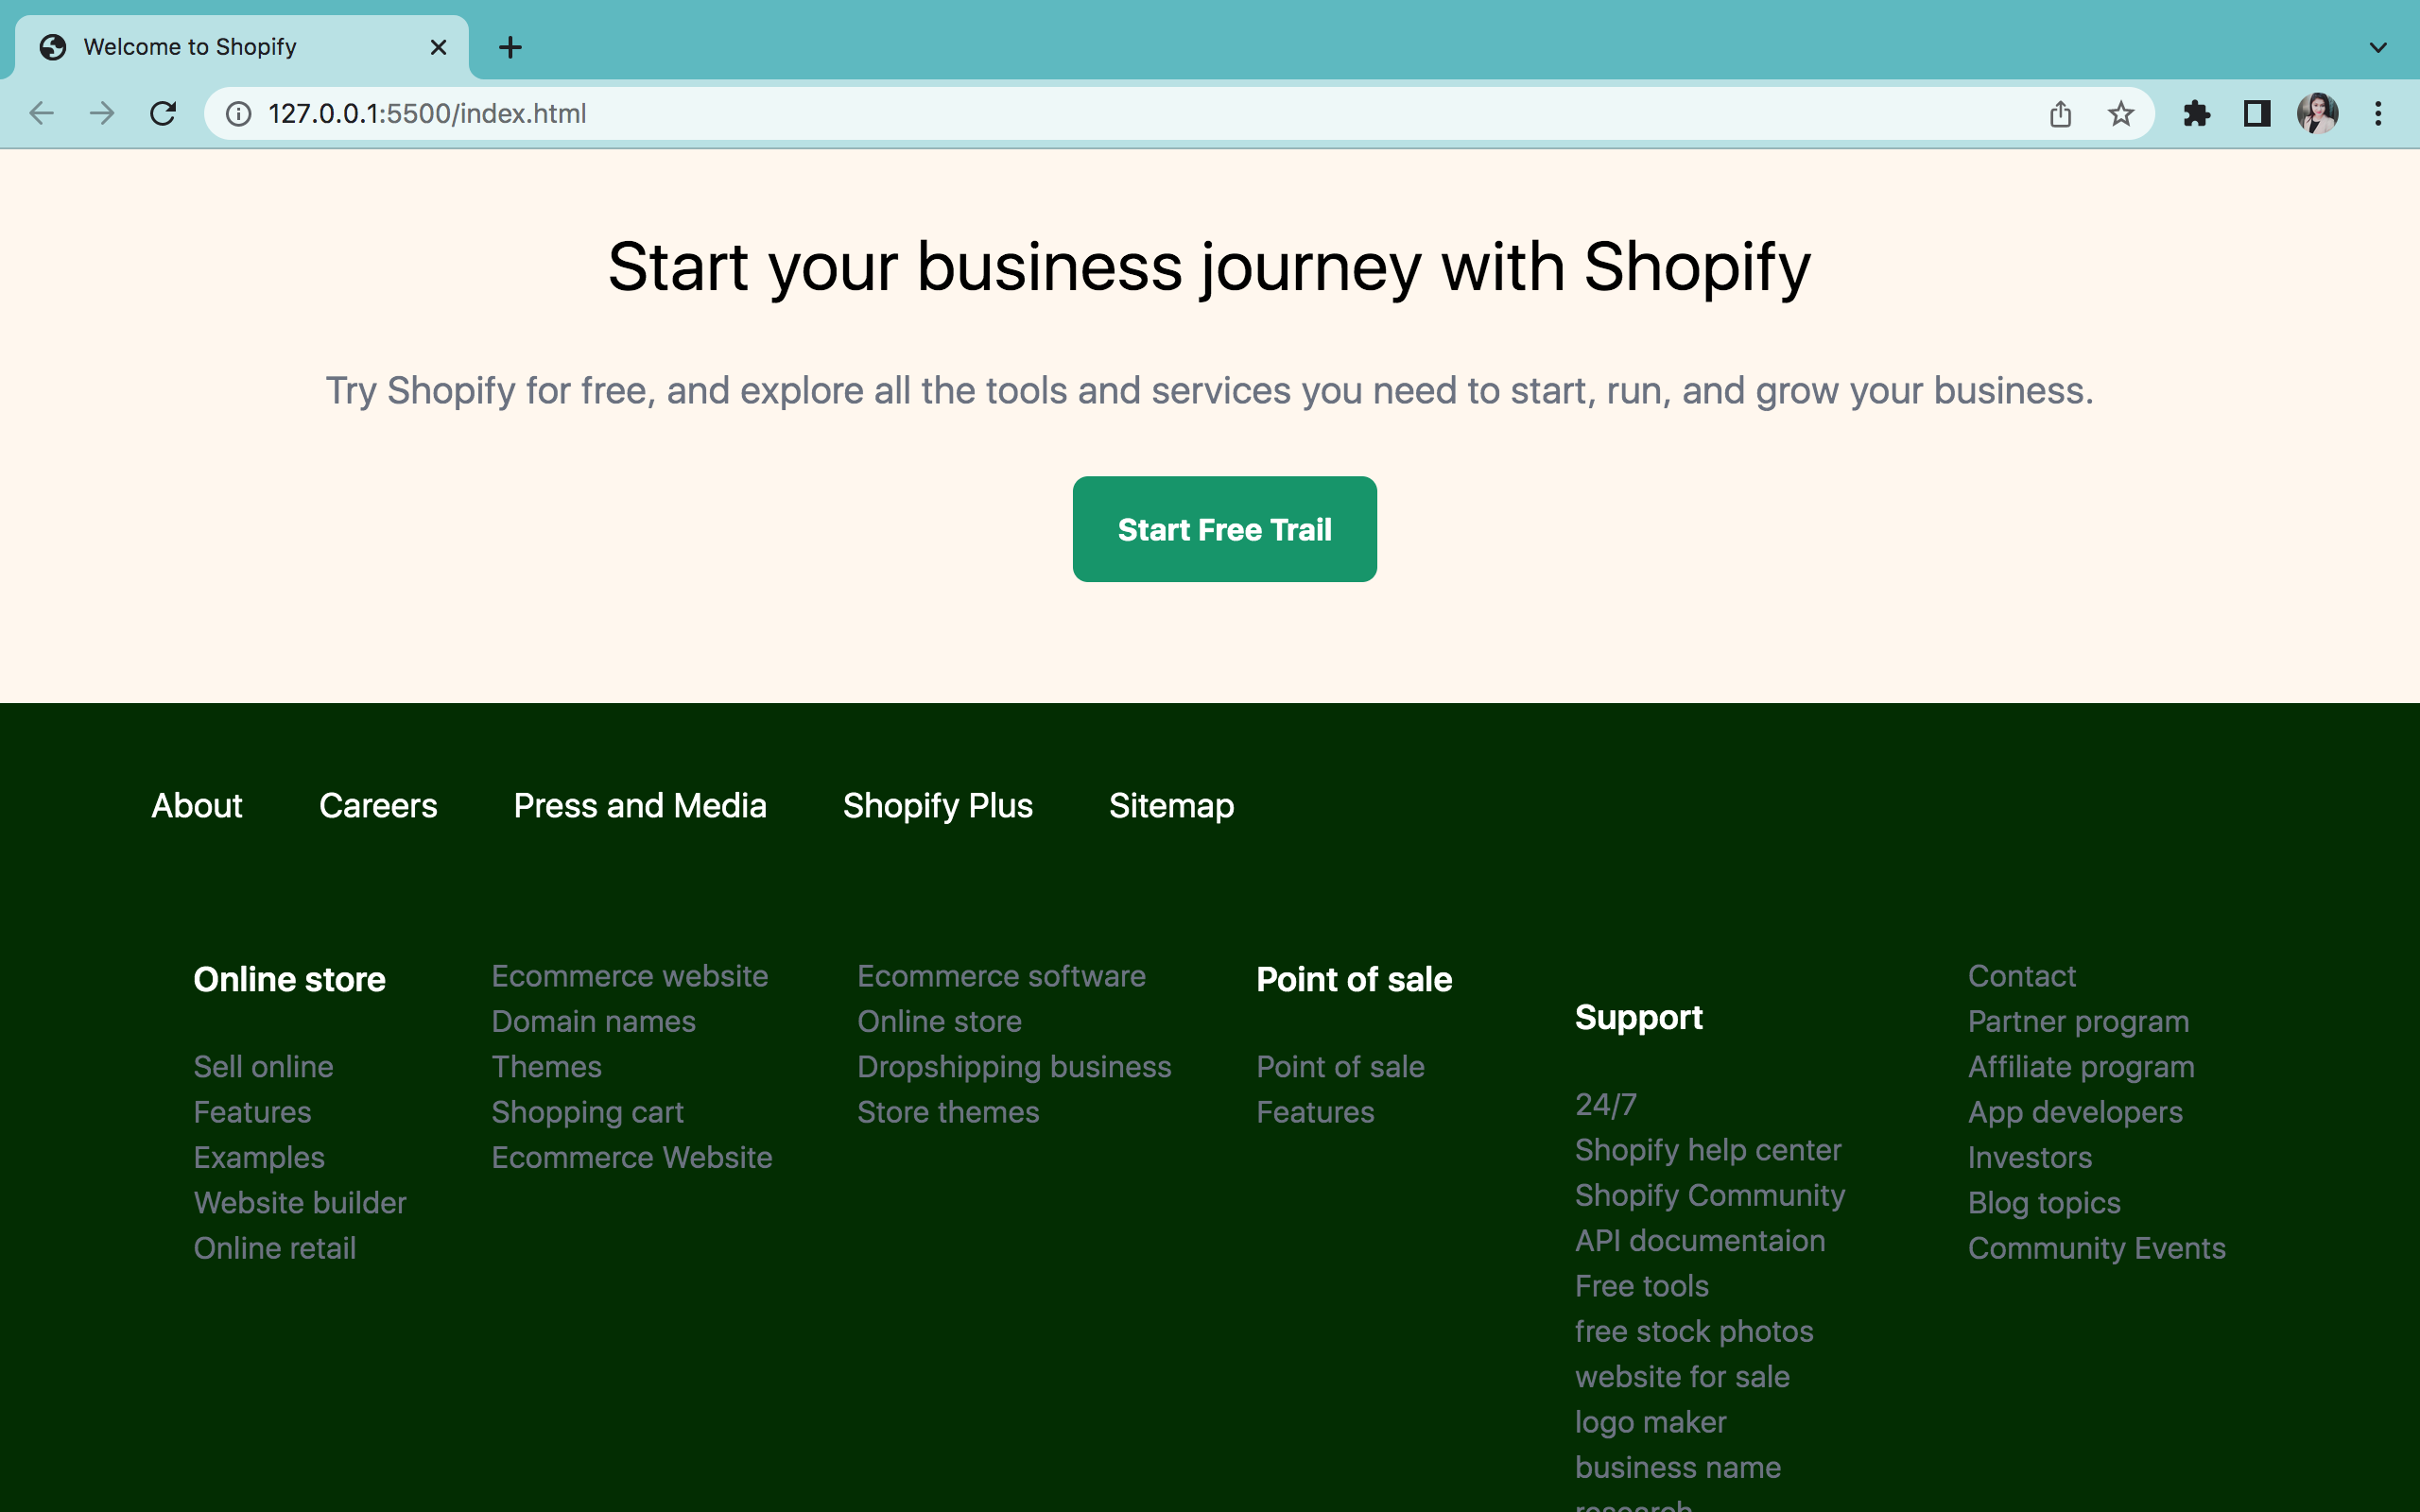 Welcome to Shopify
127.0.0.1:5500/index.html
Start your business journey with Shopify
Try Shopify for free, and explore all the tools and services you need to start, run, and grow your business.
Start Free Trail
About
Careers
Press and Media
Shopify Plus
Sitemap
Online store
Sell online
Features
Examples
Website builder
Online retail
Ecommerce website
Domain names
Themes
Shopping cart
Ecommerce Website
Ecommerce software
Online store
Dropshipping business
Store themes
Point of sale
Point of sale
Features
Support
24/7
Shopify help center
Shopify Community
API documentaion
Free tools
free stock photos
website for sale
logo maker
business name
research
Contact
Partner program
Affiliate program
App developers
Investors
Blog topics
Community Events